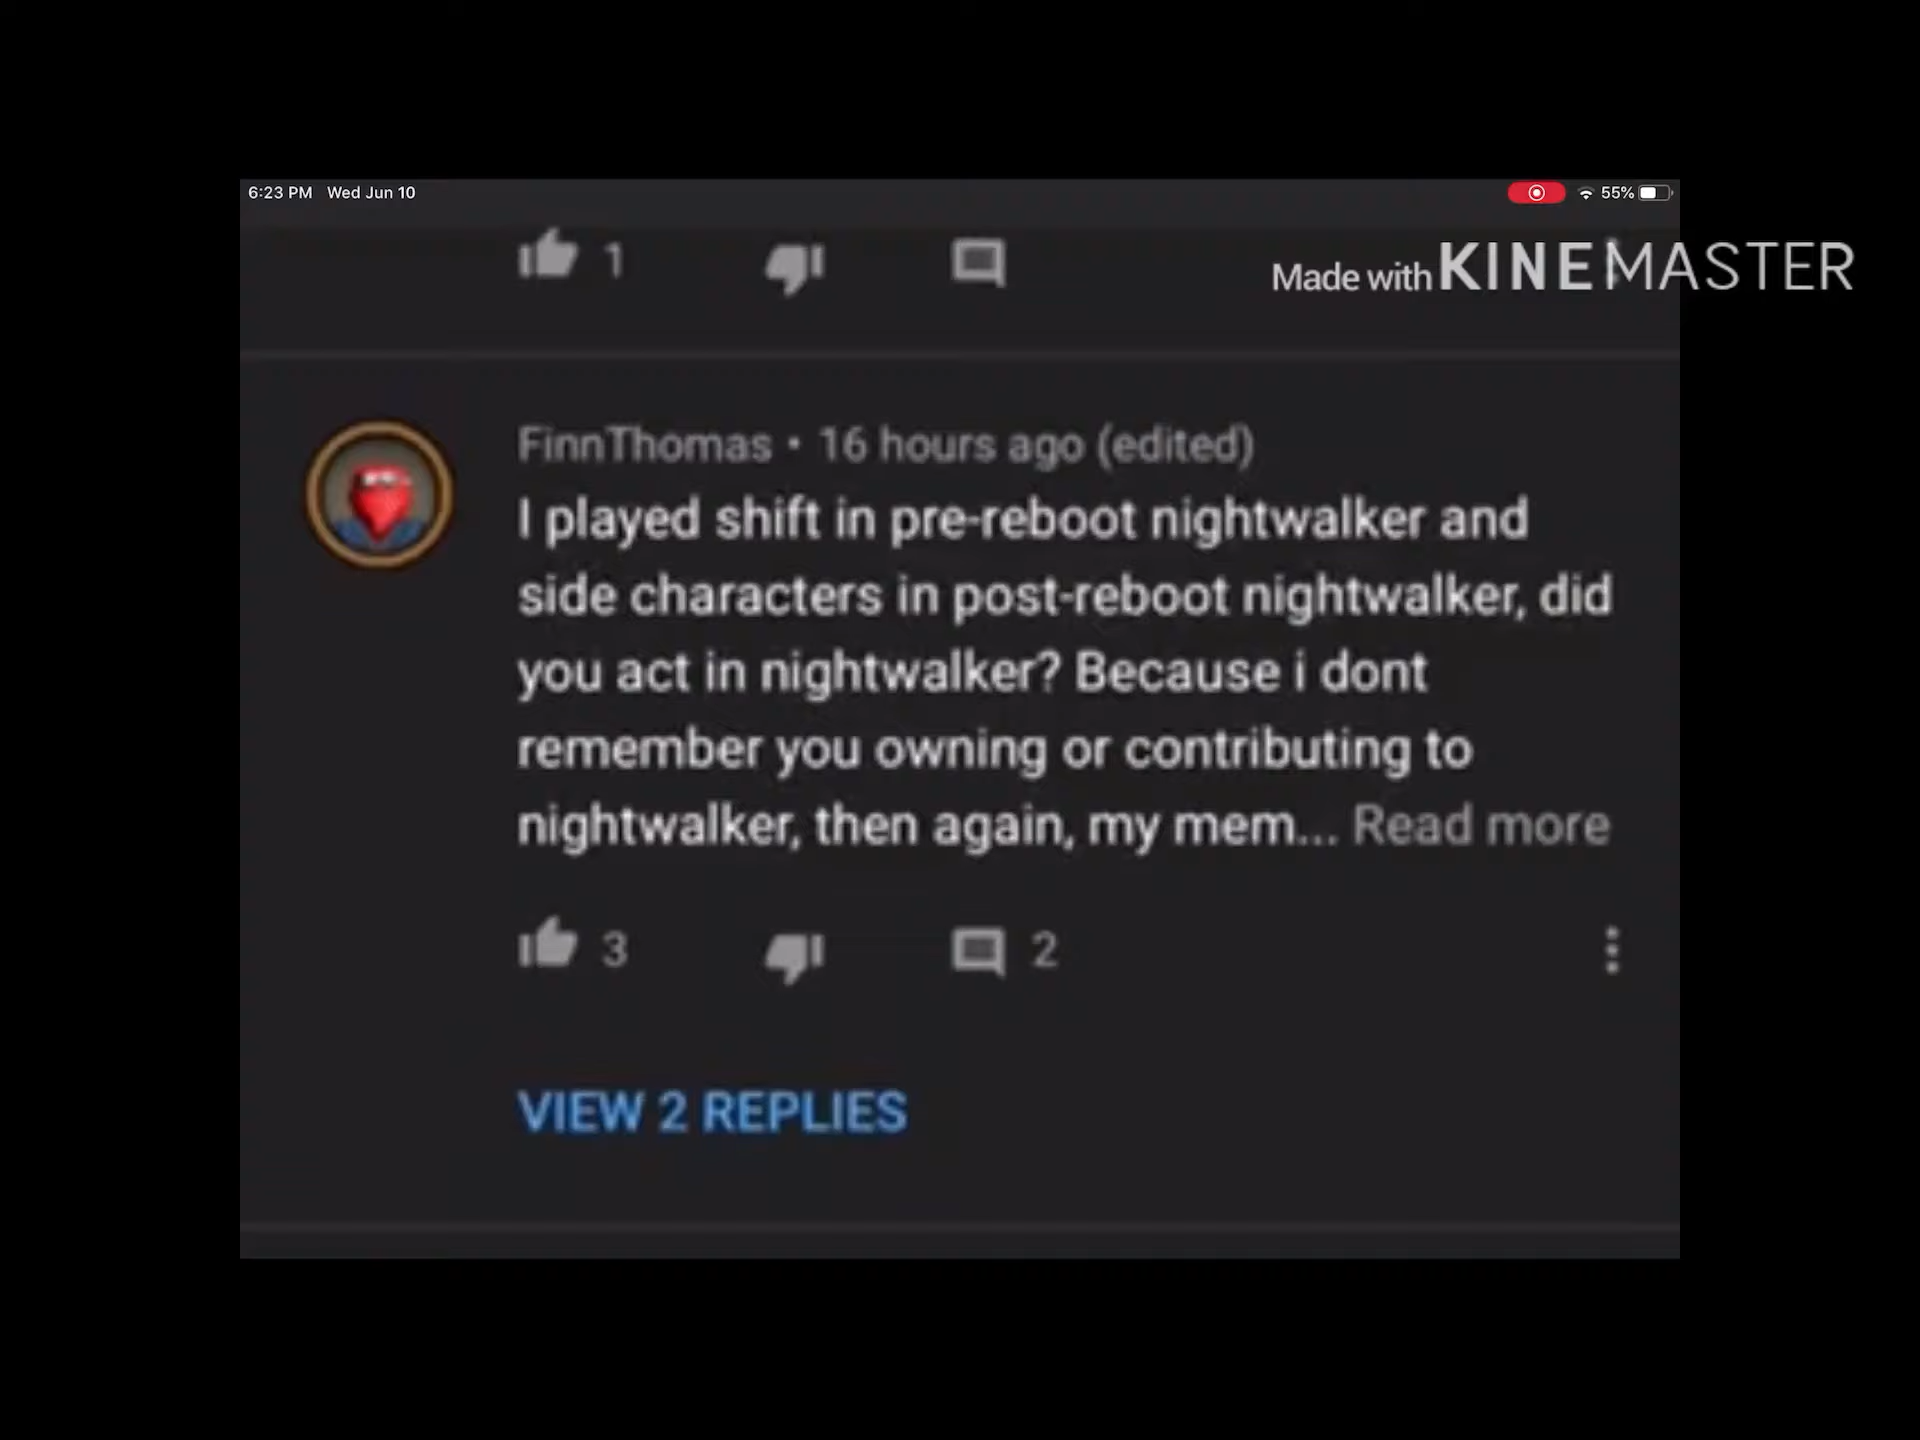 6:23 PM Wed Jun 10
55%
1
Made with KINEMASTER
FinnThomas • 16 hours ago (edited)
I played shift in pre-reboot nightwalker and
side characters in post-reboot nightwalker, did
you act in nightwalker? Because i dont
remember you owning or contributing to
nightwalker, then again, my mem... Read more
3
2
VIEW 2 REPLIES